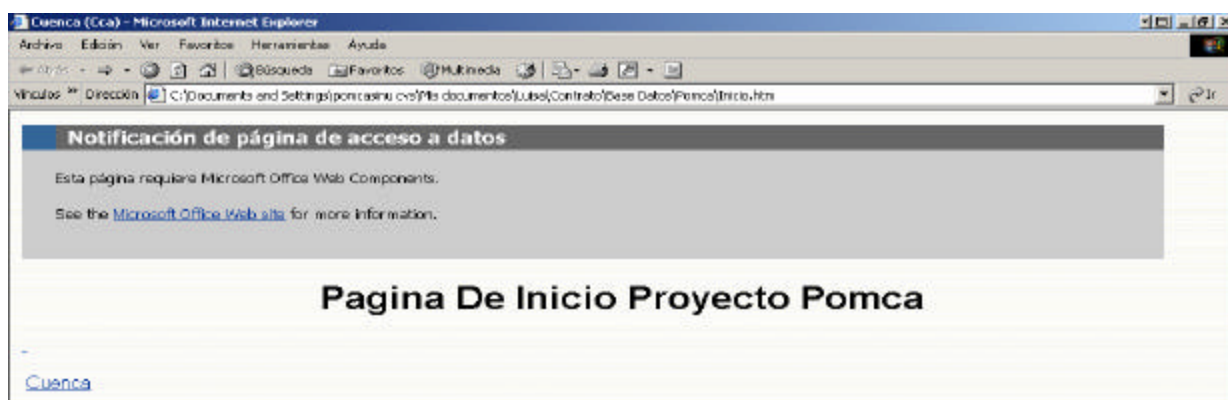 Cuenca (Cca) - Microsoft Internet Explorer
Archivo Edición Ver Favoritos Herramientas Ayuda
Atrás Búsqueda Favoritos Multimedia
Vínculos » Dirección C:\Documents and Settings\pomcasinu cvs\Mis documentos\Luisa\Contrato\Base Datos\Pomca\Inicio.htm Ir
Notificación de página de acceso a datos
Esta página requiere Microsoft Office Web Components.
See the Microsoft Office Web site for more information.
Pagina De Inicio Proyecto Pomca
Cuenca